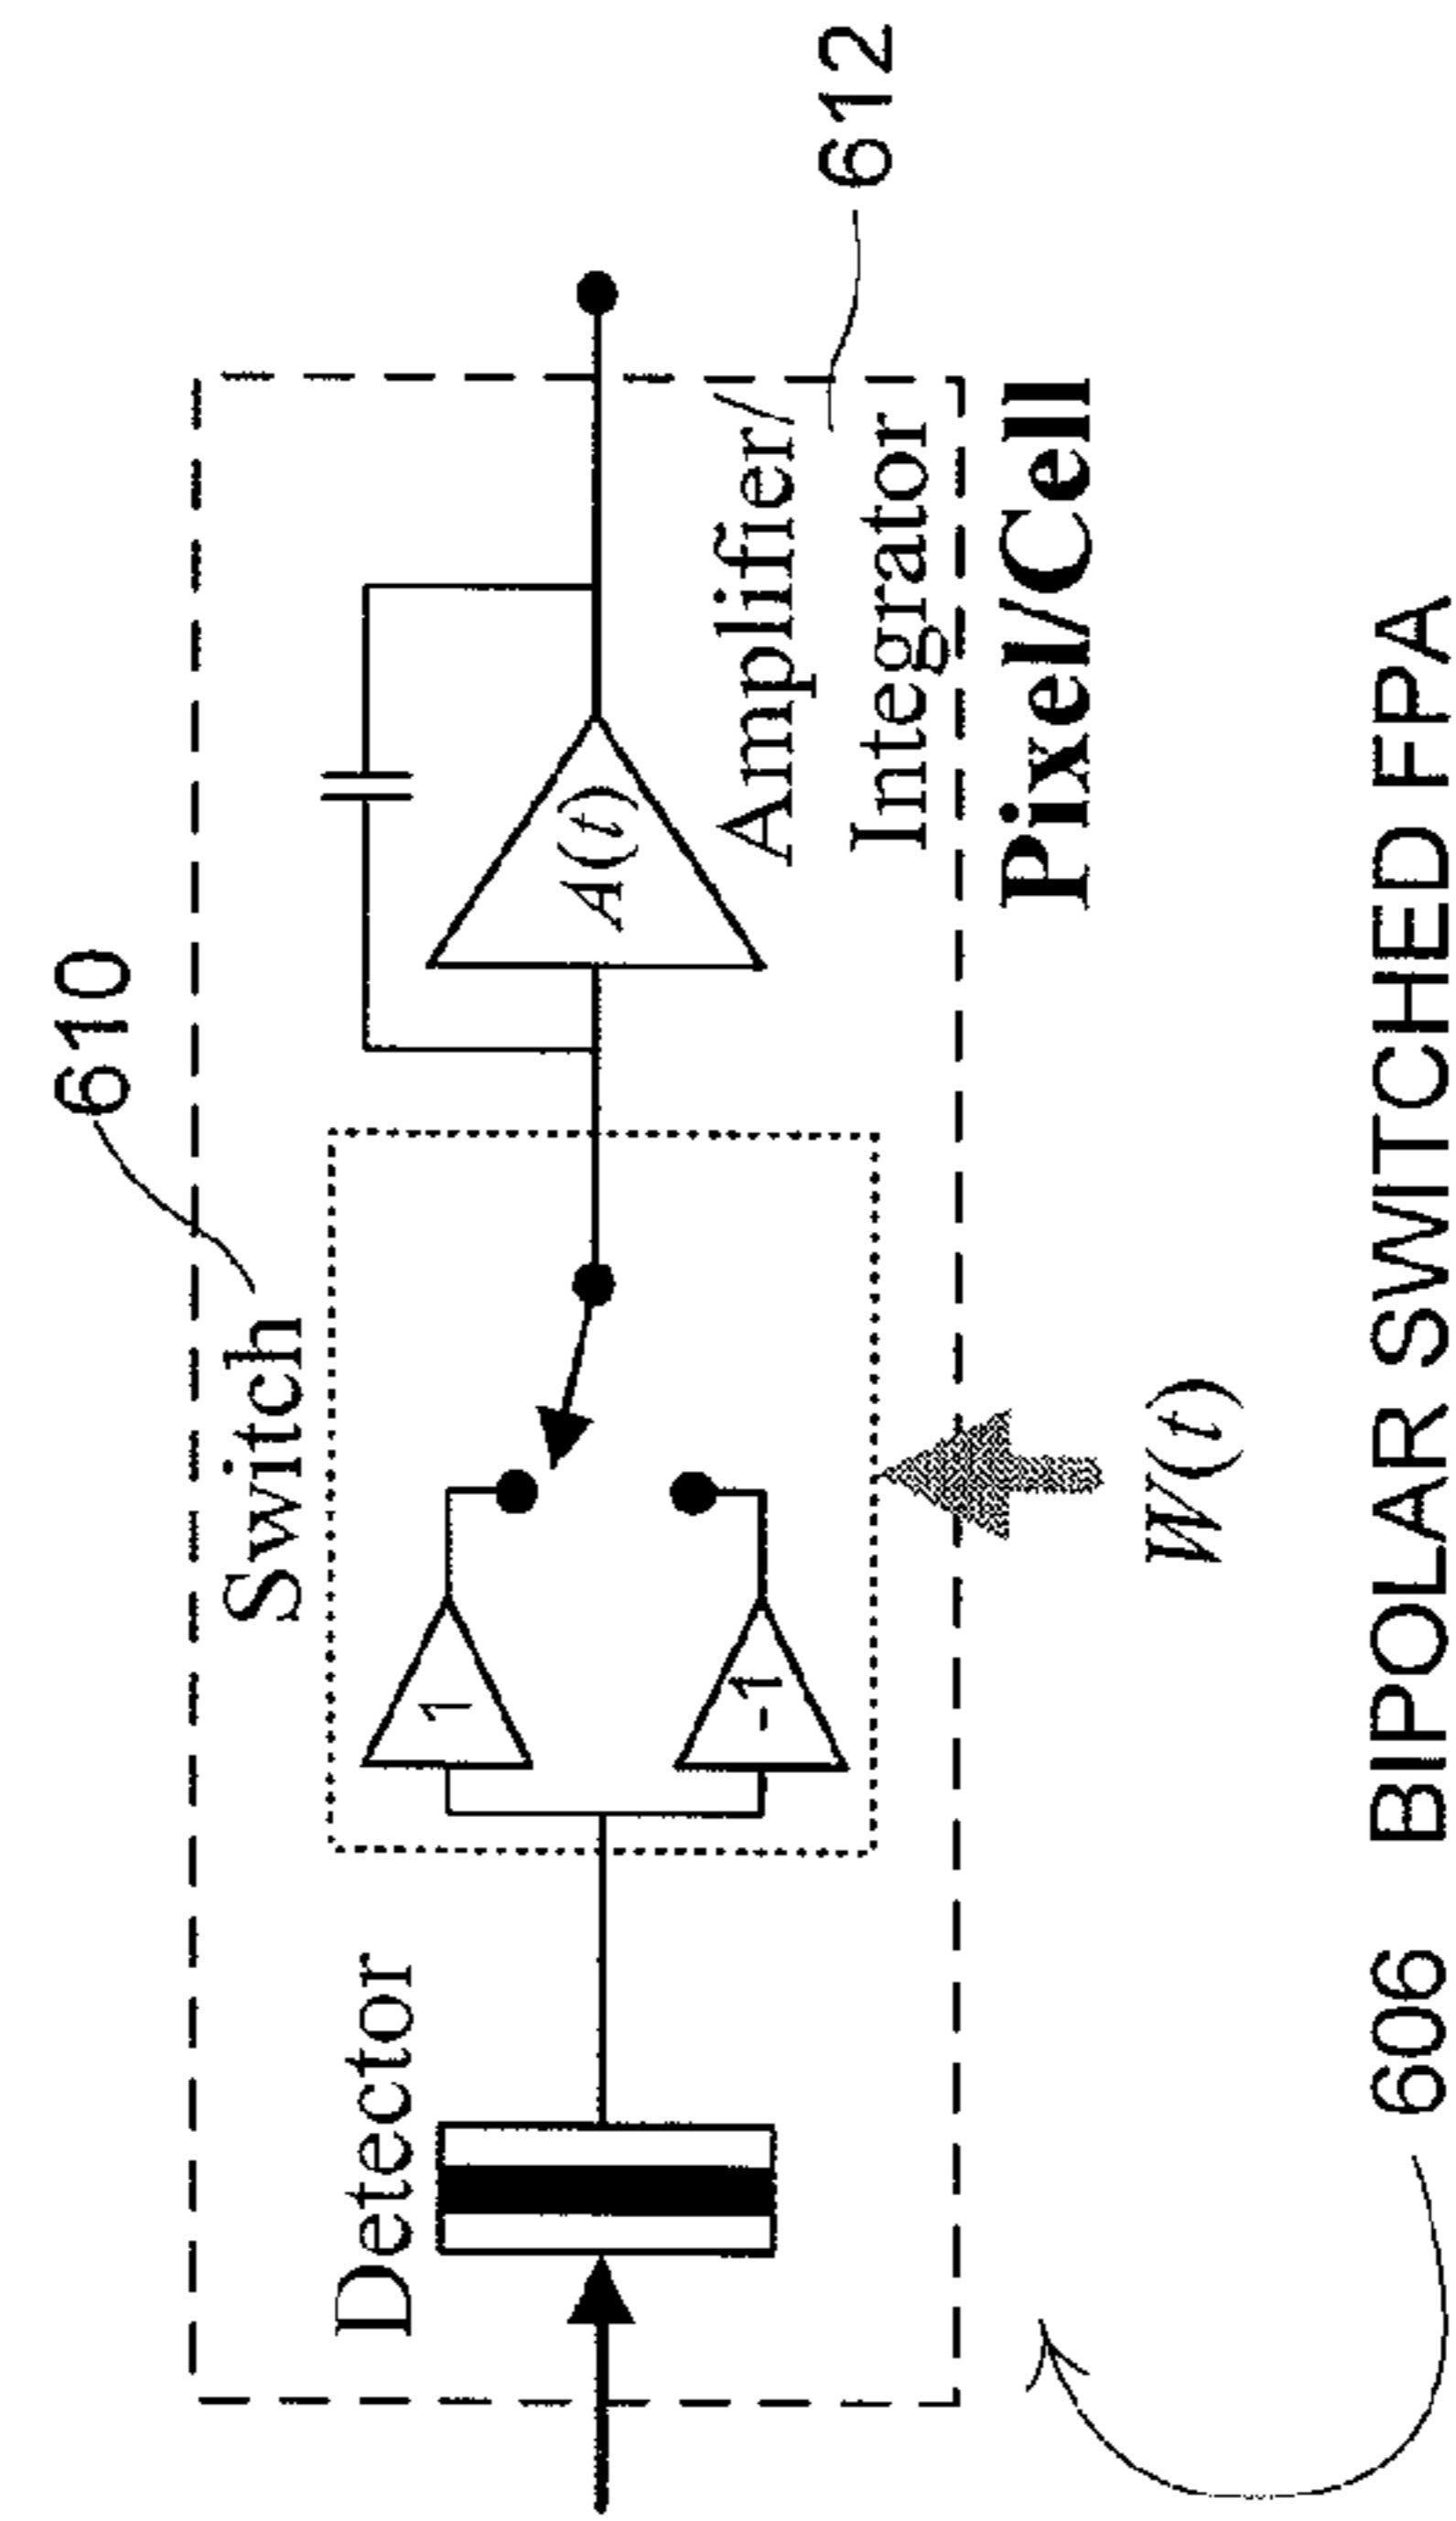 610
Switch
Detector
1
-1
A(t)
Amplifier/
Integrator
612
Pixel/Cell
W(t)
606 BIPOLAR SWITCHED FPA